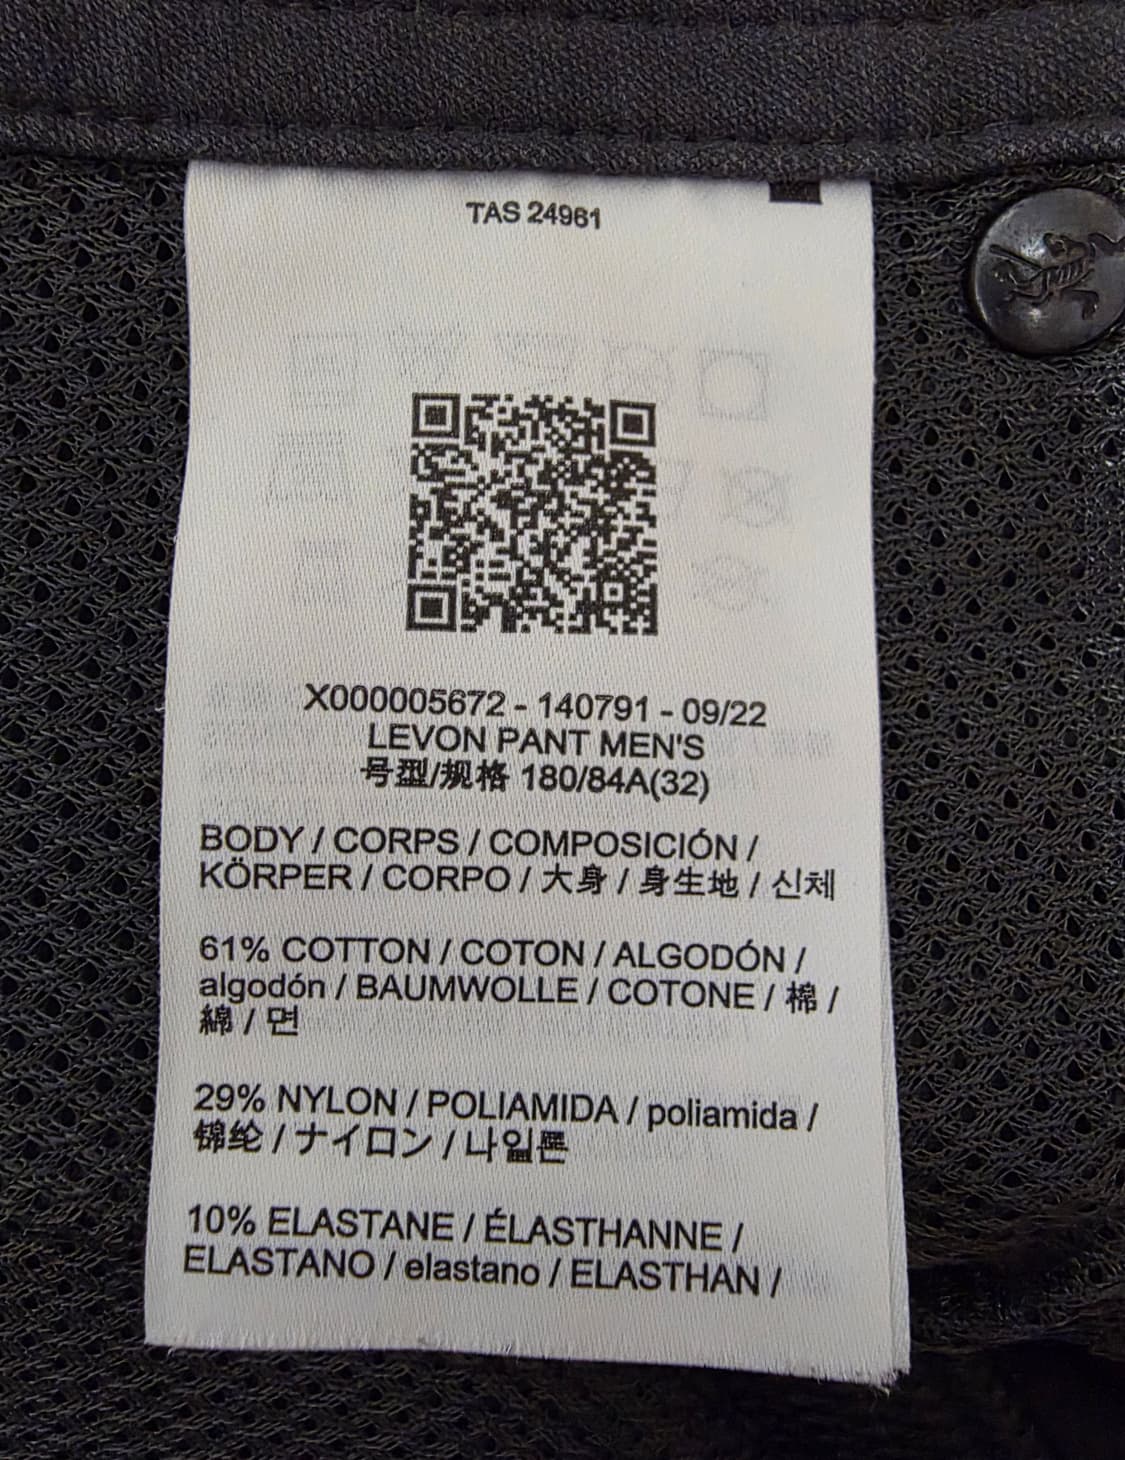 TAS 24961
X000005672 - 140791 - 09/22
LEVON PANT MEN'S
号型/规格 180/84A(32)
BODY / CORPS / COMPOSICIÓN /
KÖRPER / CORPO / 大身 / 身生地 / 신체
61% COTTON / COTON / ALGODÓN /
algodón / BAUMWOLLE / COTONE / 棉 /
綿 / 면
29% NYLON / POLIAMIDA / poliamida /
锦纶 / ナイロン / 나일론
10% ELASTANE / ÉLASTHANNE /
ELASTANO / elastano / ELASTHAN /